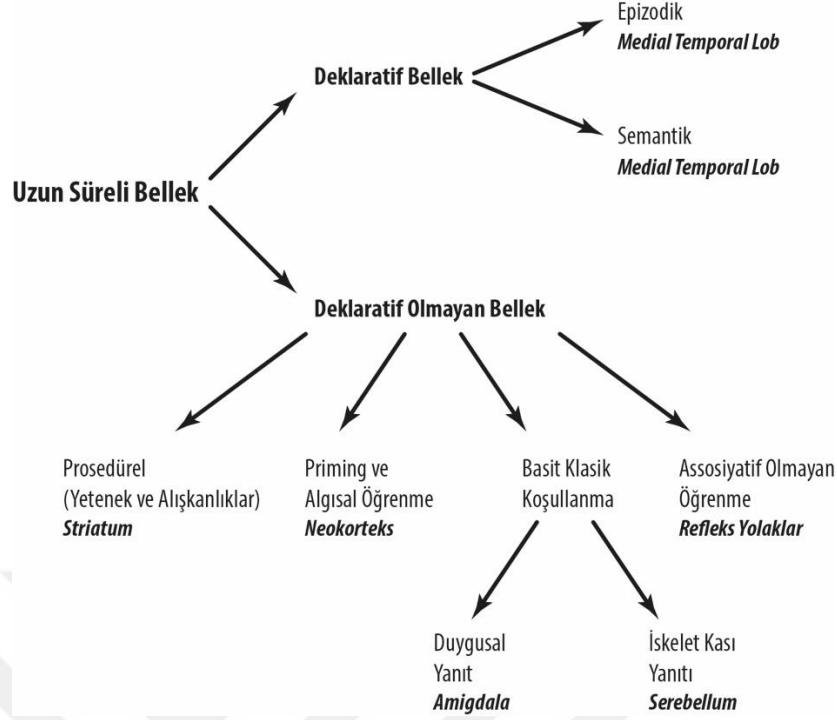 Epizodik
Medial Temporal Lob
Deklaratif Bellek
Semantik
Medial Temporal Lob
Uzun Süreli Bellek
Deklaratif Olmayan Bellek
Prosedürel
(Yetenek ve Alışkanlıklar)
Striatum
Priming ve
Algısal Öğrenme
Neokorteks
Basit Klasik
Koşullanma
Assosiyatif Olmayan
Öğrenme
Refleks Yolaklar
Duygusal
Yanıt
Amigdala
İskelet Kası
Yanıtı
Serebellum